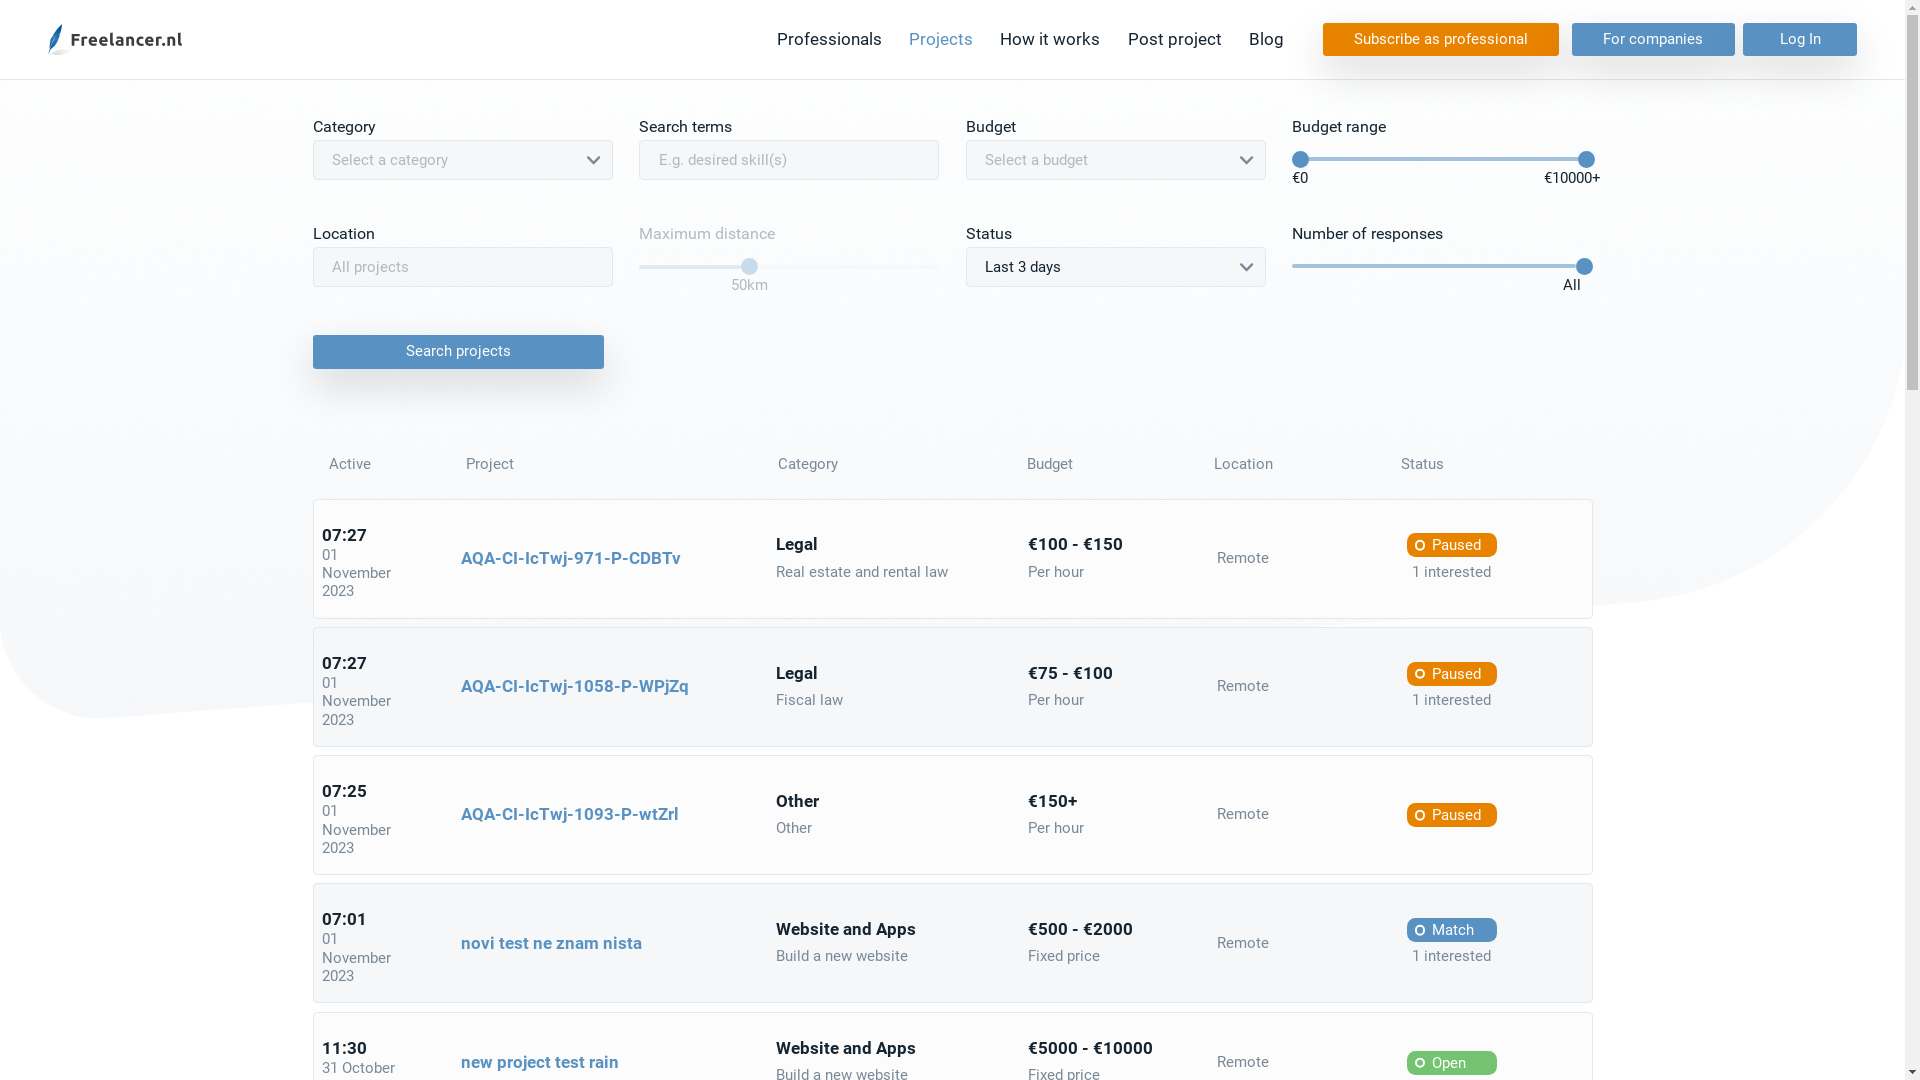 Freelancer.nl
Professionals
Projects
How it works
Post project
Blog
Subscribe as professional
For companies
Log In
Category
Search terms
Budget
Budget range
Select a category
E.g. desired skill(s)
Select a budget
€0
€10000+
Location
Maximum distance
Status
Number of responses
All projects
50km
Last 3 days
All
Search projects
Active
Project
Category
Budget
Location
Status
07:27
01
November
2023
AQA-CI-IcTwj-971-P-CDBTv
Legal
Real estate and rental law
€100 - €150
Per hour
Remote
Paused
1 interested
07:27
01
November
2023
AQA-CI-IcTwj-1058-P-WPjZq
Legal
Fiscal law
€75 - €100
Per hour
Remote
Paused
1 interested
07:25
01
November
2023
AQA-CI-IcTwj-1093-P-wtZrl
Other
Other
€150+
Per hour
Remote
Paused
07:01
01
November
2023
novi test ne znam nista
Website and Apps
Build a new website
€500 - €2000
Fixed price
Remote
Match
1 interested
11:30
31 October
new project test rain
Website and Apps
Build a new website
€5000 - €10000
Fixed price
Remote
Open